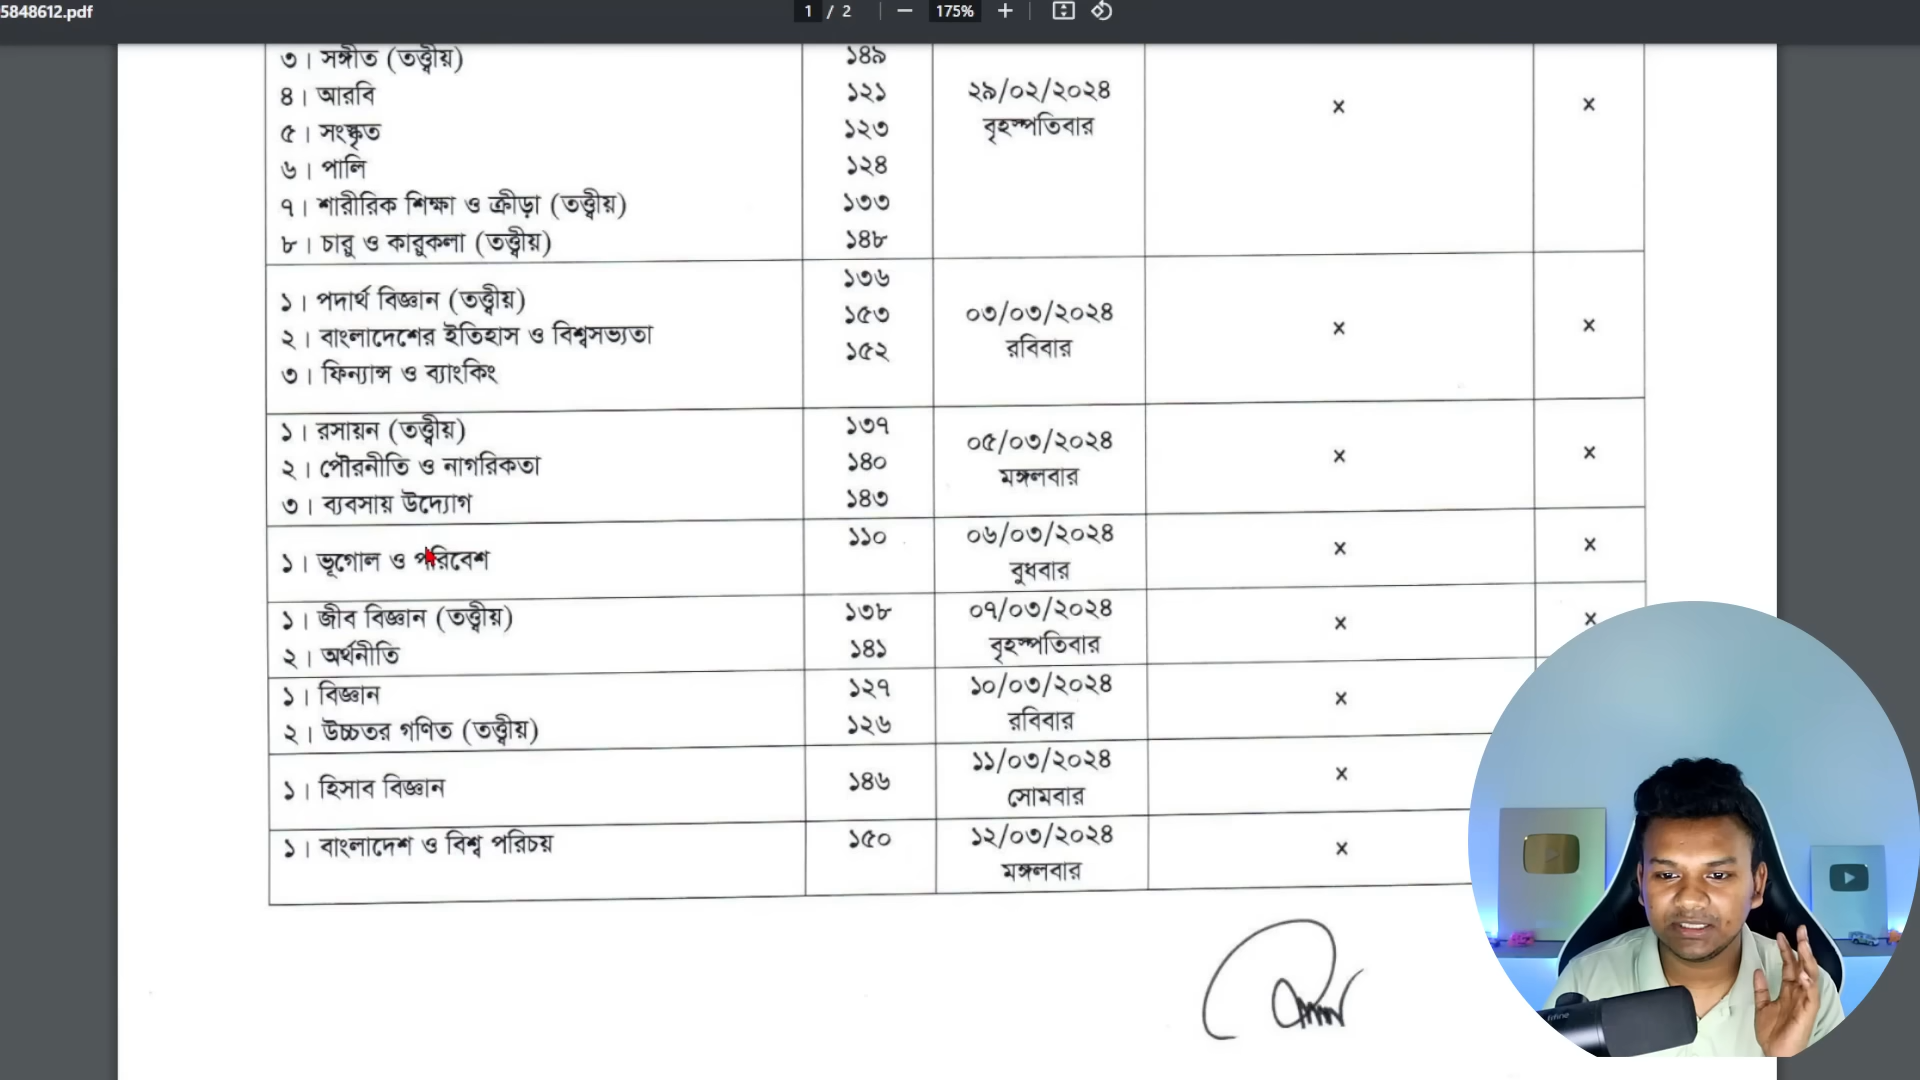 5848612.pdf
1 / 2
175%
৩। সঙ্গীত (তত্ত্বীয়) ১৪৯
৪। আরবি ১২১ ২৯/০২/২০২৪ × ×
৫। সংস্কৃত ১২৩ বৃহস্পতিবার
৬। পালি ১২৪
৭। শারীরিক শিক্ষা ও ক্রীড়া (তত্ত্বীয়) ১৩৩
৮। চারু ও কারুকলা (তত্ত্বীয়) ১৪৮
১। পদার্থ বিজ্ঞান (তত্ত্বীয়) ১৩৬
২। বাংলাদেশের ইতিহাস ও বিশ্বসভ্যতা ১৫৩ ০৩/০৩/২০২৪ × ×
৩। ফিন্যান্স ও ব্যাংকিং ১৫২ রবিবার
১। রসায়ন (তত্ত্বীয়) ১৩৭ ০৫/০৩/২০২৪
২। পৌরনীতি ও নাগরিকতা ১৪০ মঙ্গলবার × ×
৩। ব্যবসায় উদ্যোগ ১৪৩
১। ভূগোল ও পরিবেশ ১১০ ০৬/০৩/২০২৪ × ×
বুধবার
১। জীব বিজ্ঞান (তত্ত্বীয়) ১৩৮ ০৭/০৩/২০২৪ × ×
২। অর্থনীতি ১৪১ বৃহস্পতিবার
১। বিজ্ঞান ১২৭ ১০/০৩/২০২৪ ×
২। উচ্চতর গণিত (তত্ত্বীয়) ১২৬ রবিবার
১। হিসাব বিজ্ঞান ১৪৬ ১১/০৩/২০২৪ ×
সোমবার
১। বাংলাদেশ ও বিশ্ব পরিচয় ১৫০ ১২/০৩/২০২৪ ×
মঙ্গলবার